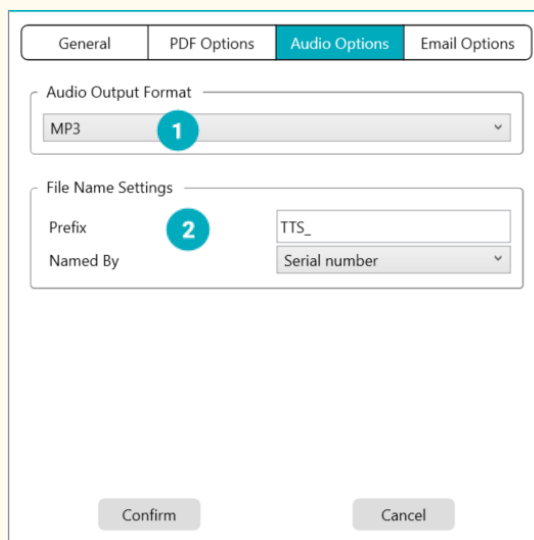 General PDF Options Audio Options Email Options
Audio Output Format
MP3 1
File Name Settings
Prefix 2 TTS_
Named By Serial number
Confirm Cancel